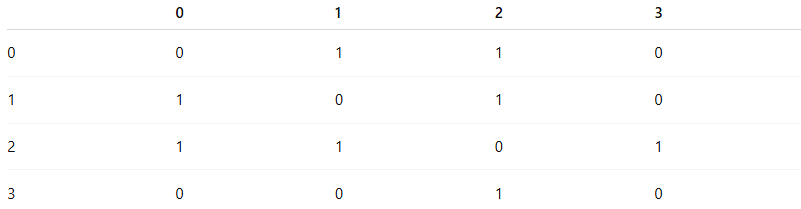 0 1 2 3
0 0 1 1 0
1 1 0 1 0
2 1 1 0 1
3 0 0 1 0